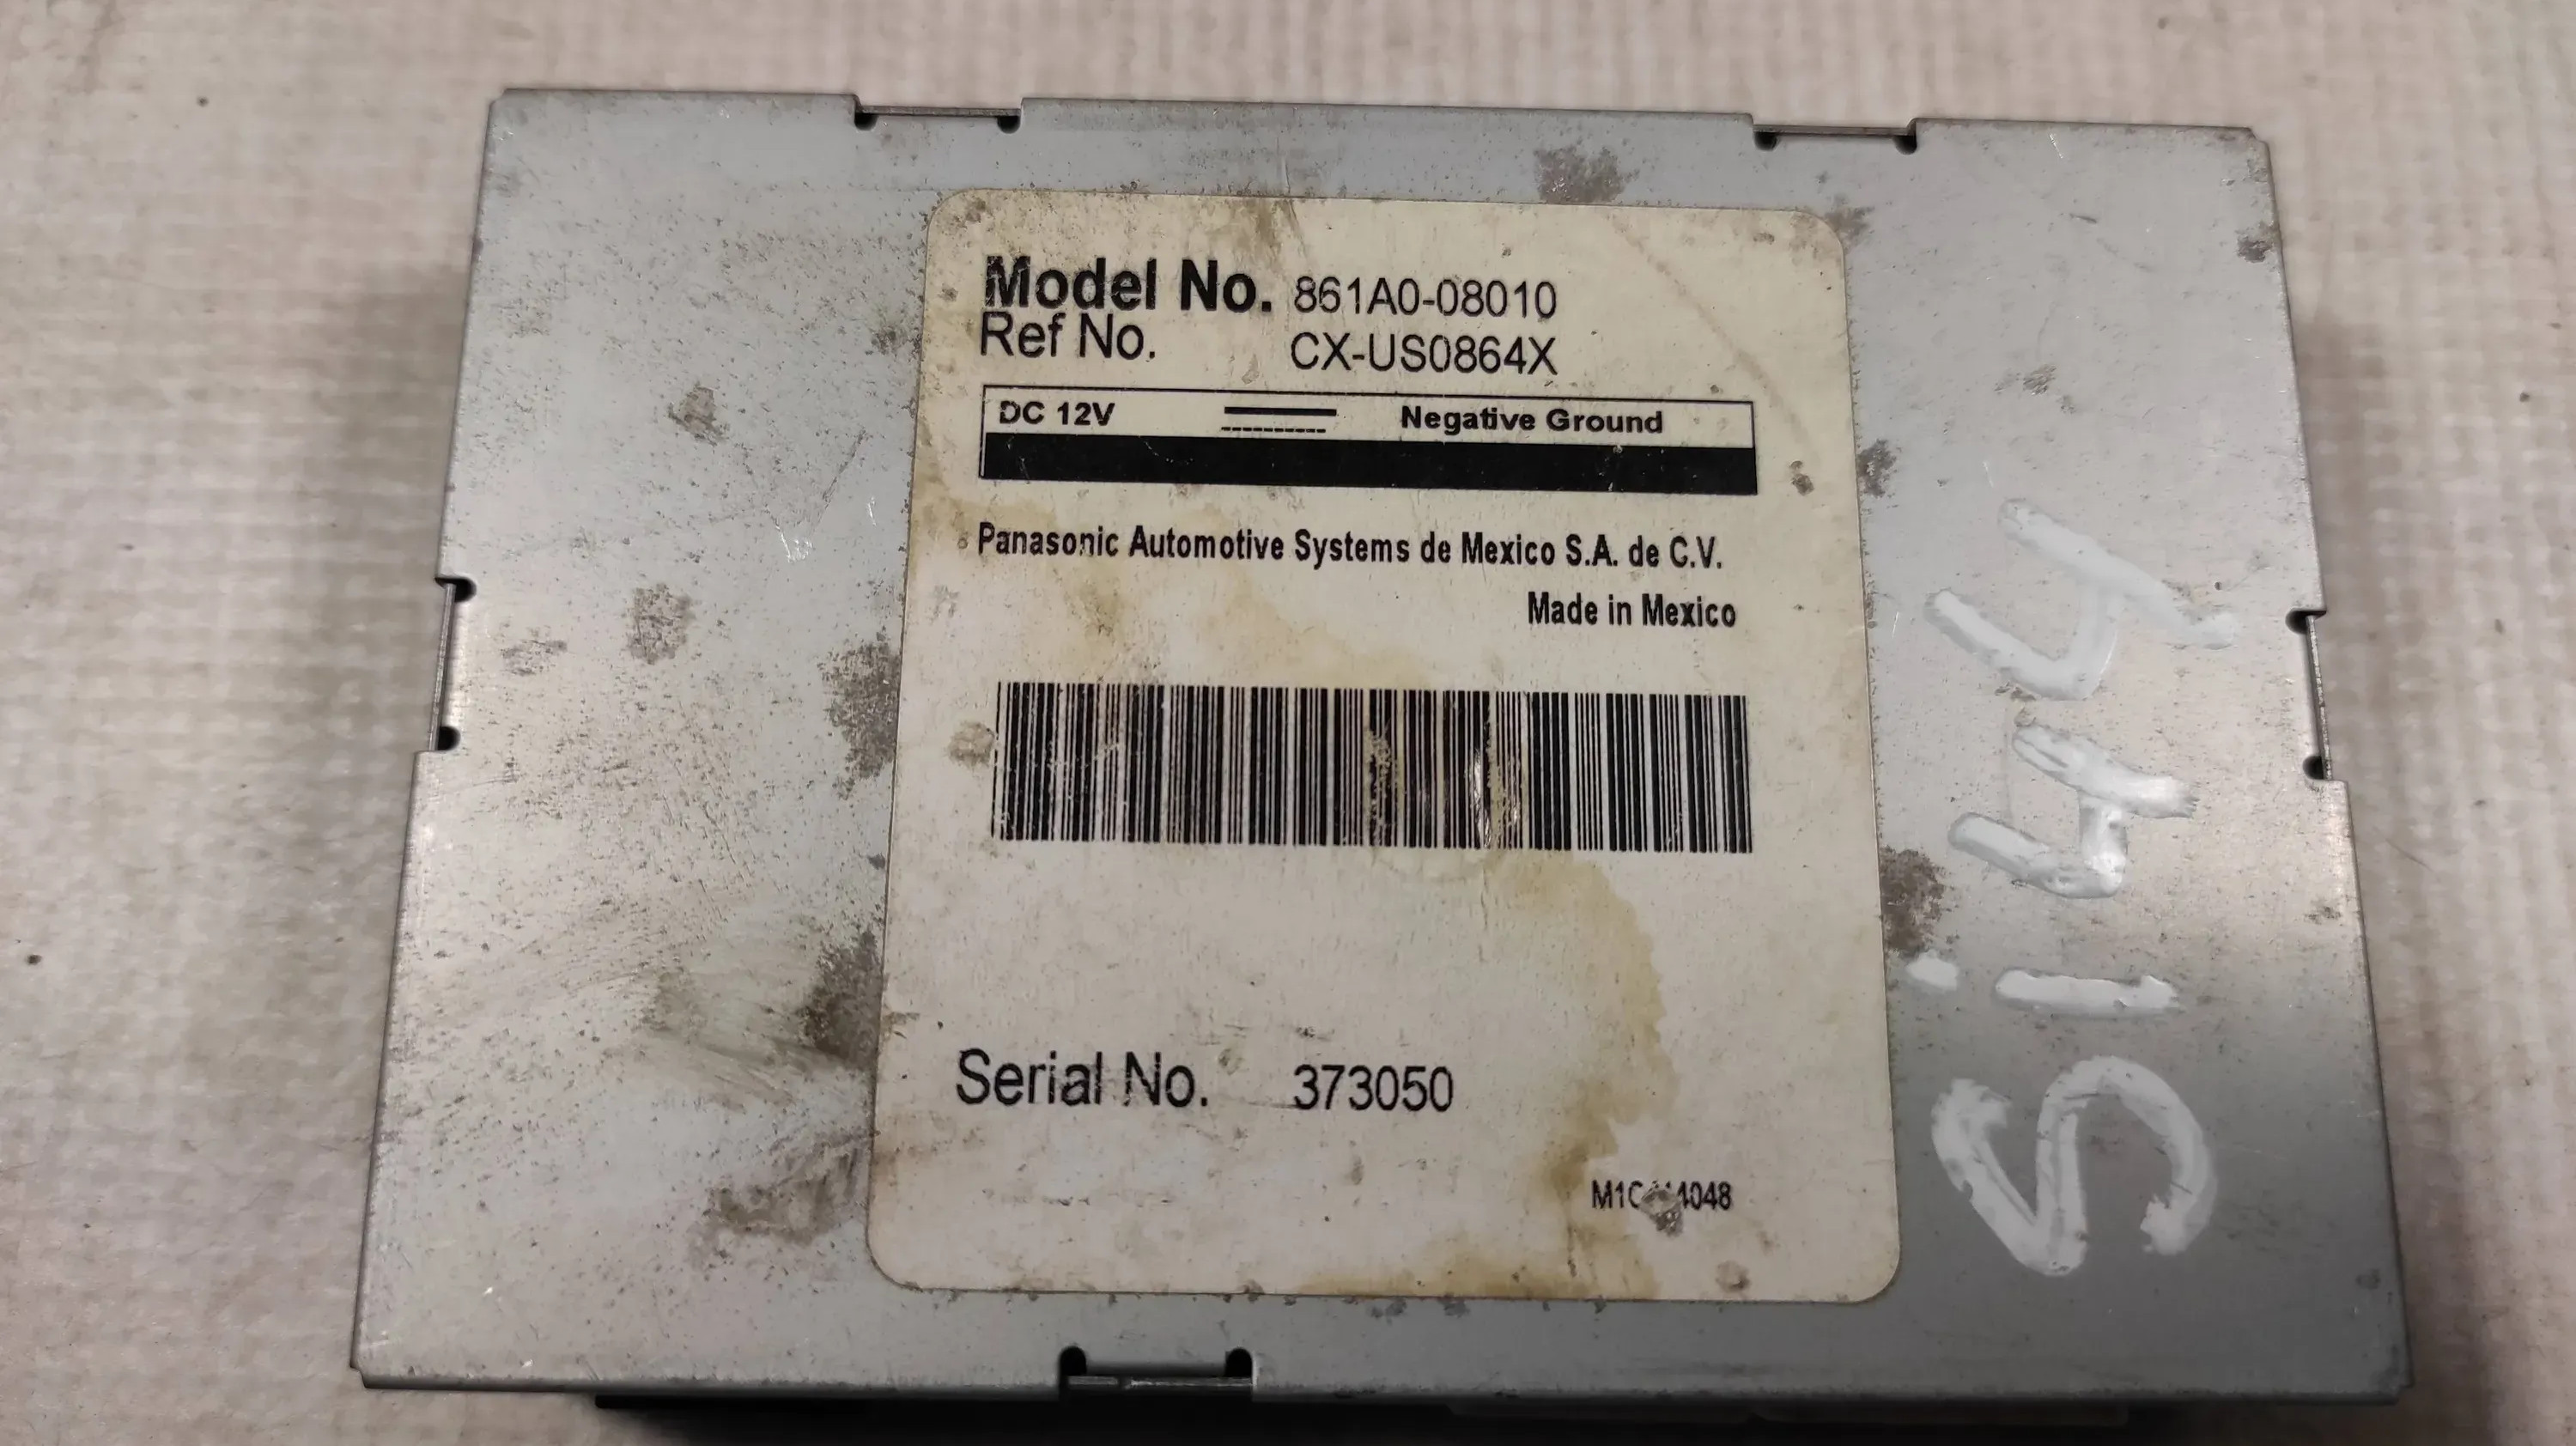 Model No. 861A0-08010
Ref No. CX-US0864X
DC 12V Negative Ground
Panasonic Automotive Systems de Mexico S.A. de C.V.
Made in Mexico
Serial No. 373050
Si44